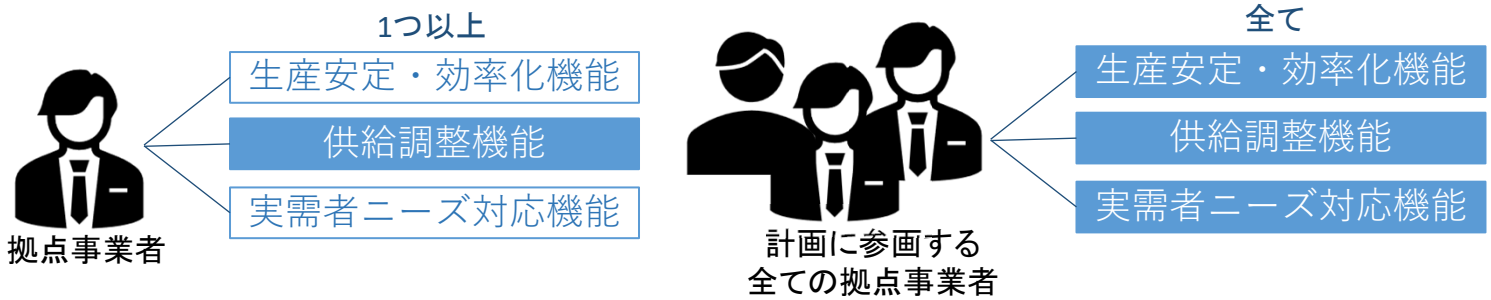 1つ以上
生産安定・効率化機能
供給調整機能
実需者ニーズ対応機能
拠点事業者
全て
生産安定・効率化機能
供給調整機能
実需者ニーズ対応機能
計画に参画する
全ての拠点事業者